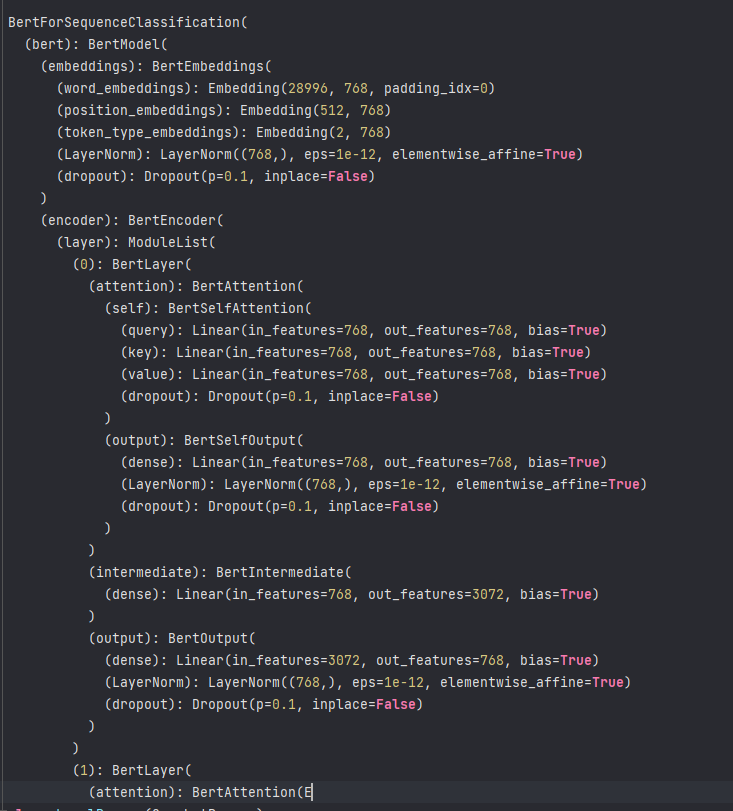 BertForSequenceClassification(
  (bert): BertModel(
    (embeddings): BertEmbeddings(
      (word_embeddings): Embedding(28996, 768, padding_idx=0)
      (position_embeddings): Embedding(512, 768)
      (token_type_embeddings): Embedding(2, 768)
      (LayerNorm): LayerNorm((768,), eps=1e-12, elementwise_affine=True)
      (dropout): Dropout(p=0.1, inplace=False)
    )
    (encoder): BertEncoder(
      (layer): ModuleList(
        (0): BertLayer(
          (attention): BertAttention(
            (self): BertSelfAttention(
              (query): Linear(in_features=768, out_features=768, bias=True)
              (key): Linear(in_features=768, out_features=768, bias=True)
              (value): Linear(in_features=768, out_features=768, bias=True)
              (dropout): Dropout(p=0.1, inplace=False)
            )
            (output): BertSelfOutput(
              (dense): Linear(in_features=768, out_features=768, bias=True)
              (LayerNorm): LayerNorm((768,), eps=1e-12, elementwise_affine=True)
              (dropout): Dropout(p=0.1, inplace=False)
            )
          )
          (intermediate): BertIntermediate(
            (dense): Linear(in_features=768, out_features=3072, bias=True)
          )
          (output): BertOutput(
            (dense): Linear(in_features=3072, out_features=768, bias=True)
            (LayerNorm): LayerNorm((768,), eps=1e-12, elementwise_affine=True)
            (dropout): Dropout(p=0.1, inplace=False)
          )
        )
        (1): BertLayer(
          (attention): BertAttention(E